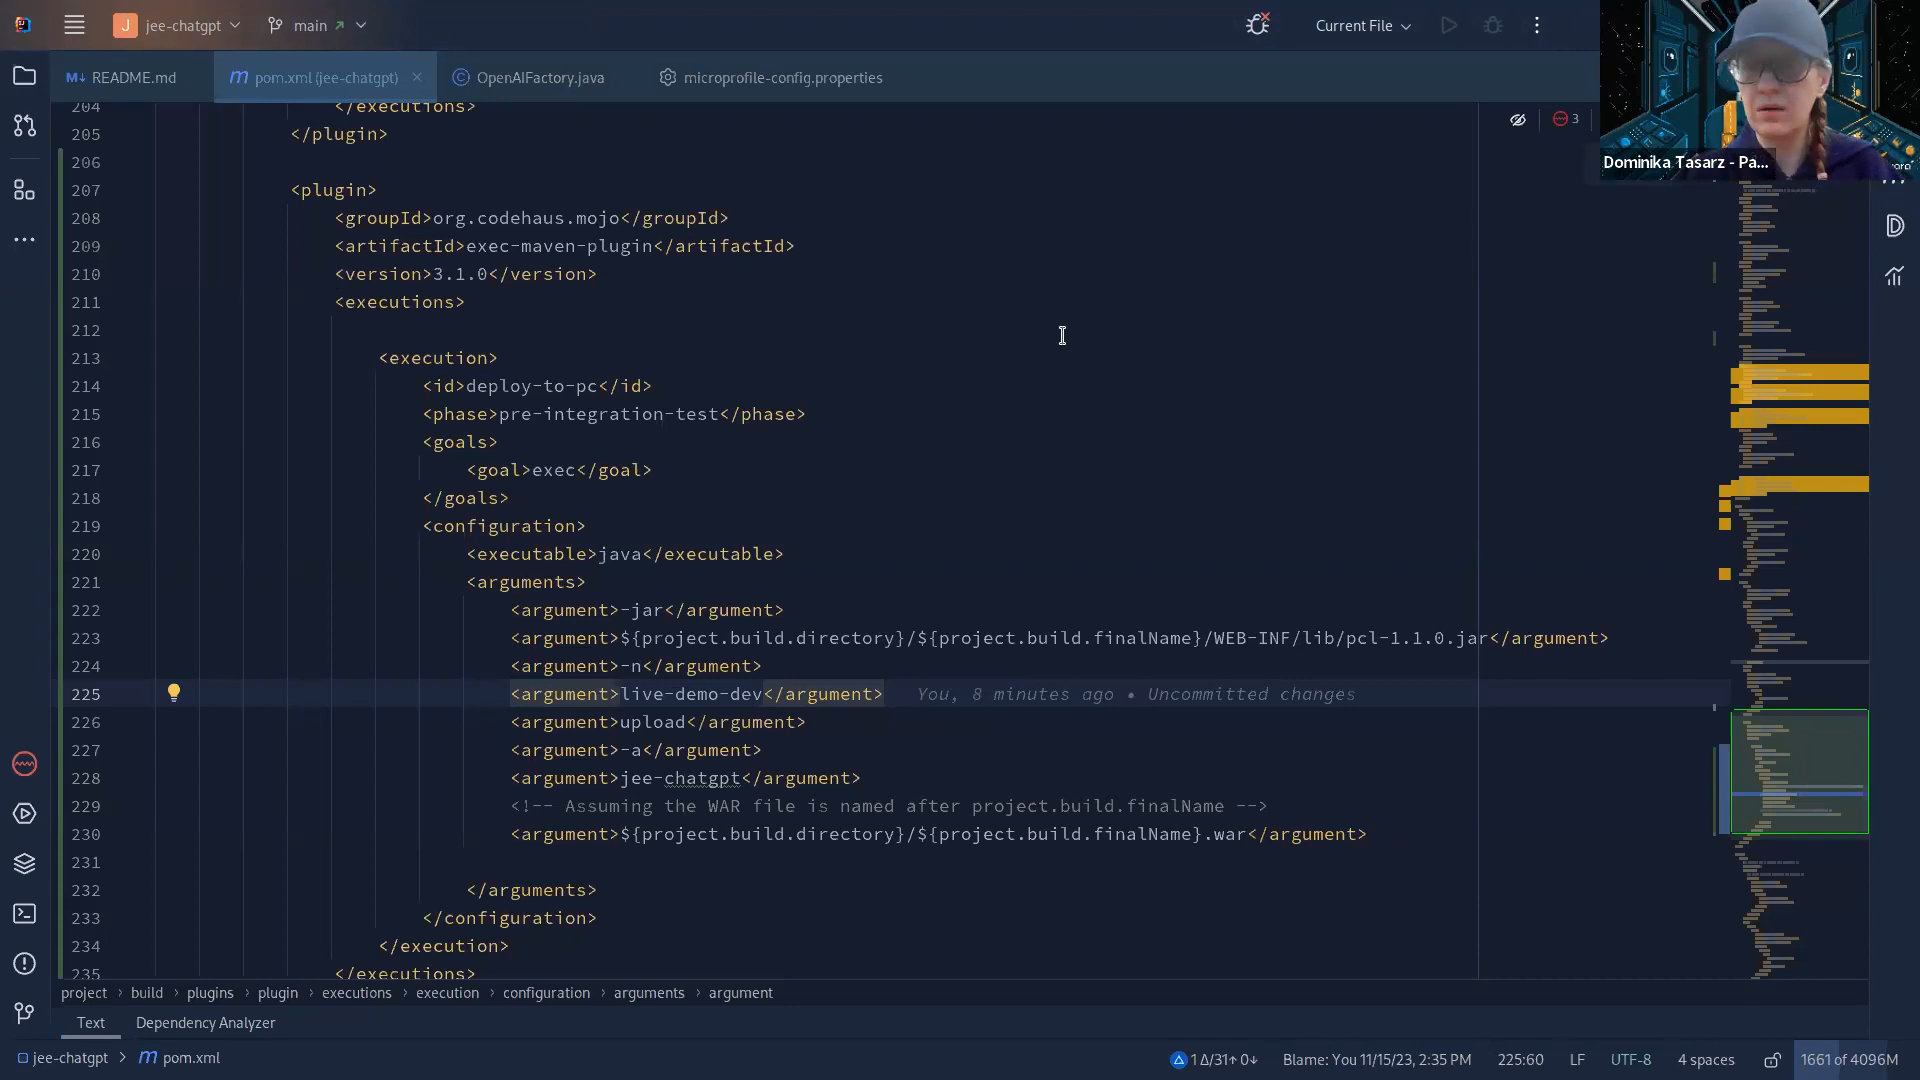 J jee-chatgpt
main
Current File
README.md
pom.xml (jee-chatgpt)
OpenAIFactory.java
microprofile-config.properties
204 </executions>
205 </plugin>
206
207 <plugin>
208 <groupId>org.codehaus.mojo</groupId>
209 <artifactId>exec-maven-plugin</artifactId>
210 <version>3.1.0</version>
211 <executions>
212
213 <execution>
214 <id>deploy-to-pc</id>
215 <phase>pre-integration-test</phase>
216 <goals>
217 <goal>exec</goal>
218 </goals>
219 <configuration>
220 <executable>java</executable>
221 <arguments>
222 <argument>-jar</argument>
223 <argument>${project.build.directory}/${project.build.finalName}/WEB-INF/lib/pcl-1.1.0.jar</argument>
224 <argument>-n</argument>
225 <argument>live-demo-dev</argument> You, 8 minutes ago • Uncommitted changes
226 <argument>upload</argument>
227 <argument>-a</argument>
228 <argument>jee-chatgpt</argument>
229 <!-- Assuming the WAR file is named after project.build.finalName -->
230 <argument>${project.build.directory}/${project.build.finalName}.war</argument>
231
232 </arguments>
233 </configuration>
234 </execution>
235 </executions>
3
Dominika Tasarz - Pa...
project › build › plugins › plugin › executions › execution › configuration › arguments › argument
Text Dependency Analyzer
jee-chatgpt > pom.xml
1 Δ/31↑ 0↓ Blame: You 11/15/23, 2:35 PM 225:60 LF UTF-8 4 spaces 1661 of 4096M